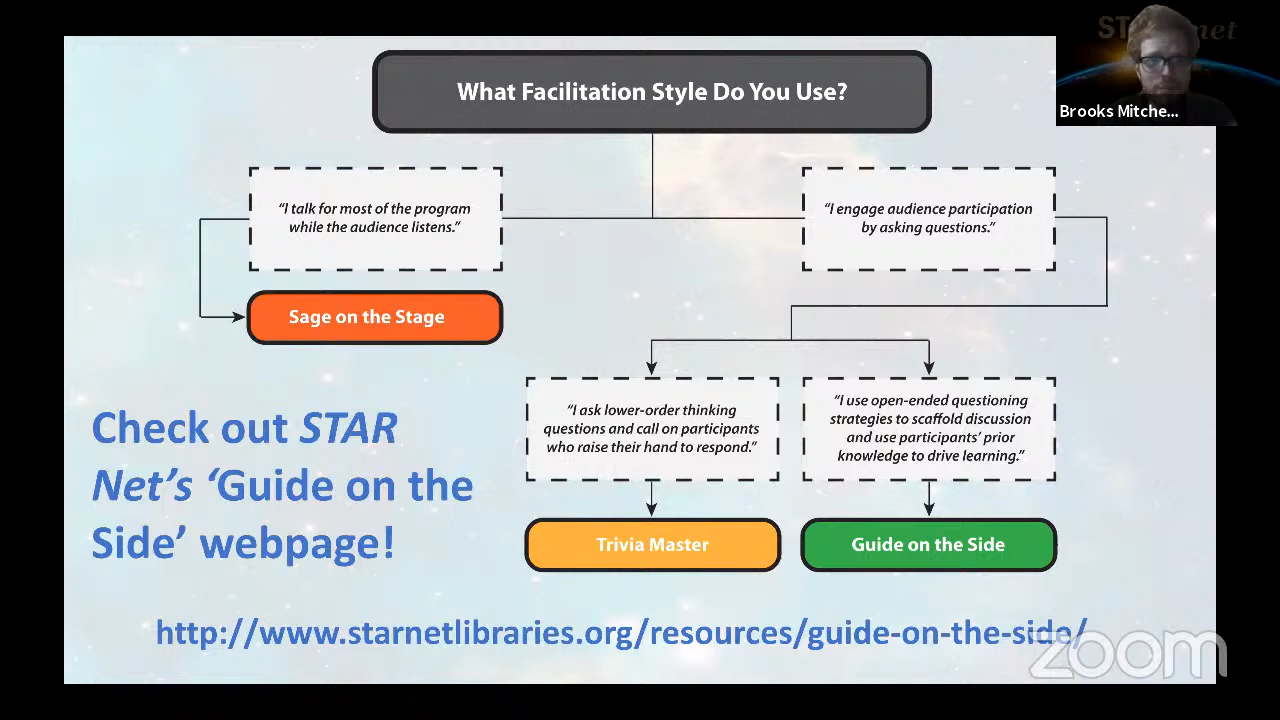 What Facilitation Style Do You Use?
Brooks Mitche...
“I talk for most of the program
while the audience listens.”
“I engage audience participation
by asking questions.”
Sage on the Stage
“I ask lower-order thinking
questions and call on participants
who raise their hand to respond.”
“I use open-ended questioning
strategies to scaffold discussion
and use participants’ prior
knowledge to drive learning.”
Check out STAR
Net’s ‘Guide on the
Side’ webpage!
Trivia Master
Guide on the Side
http://www.starnetlibraries.org/resources/guide-on-the-side/
zoom